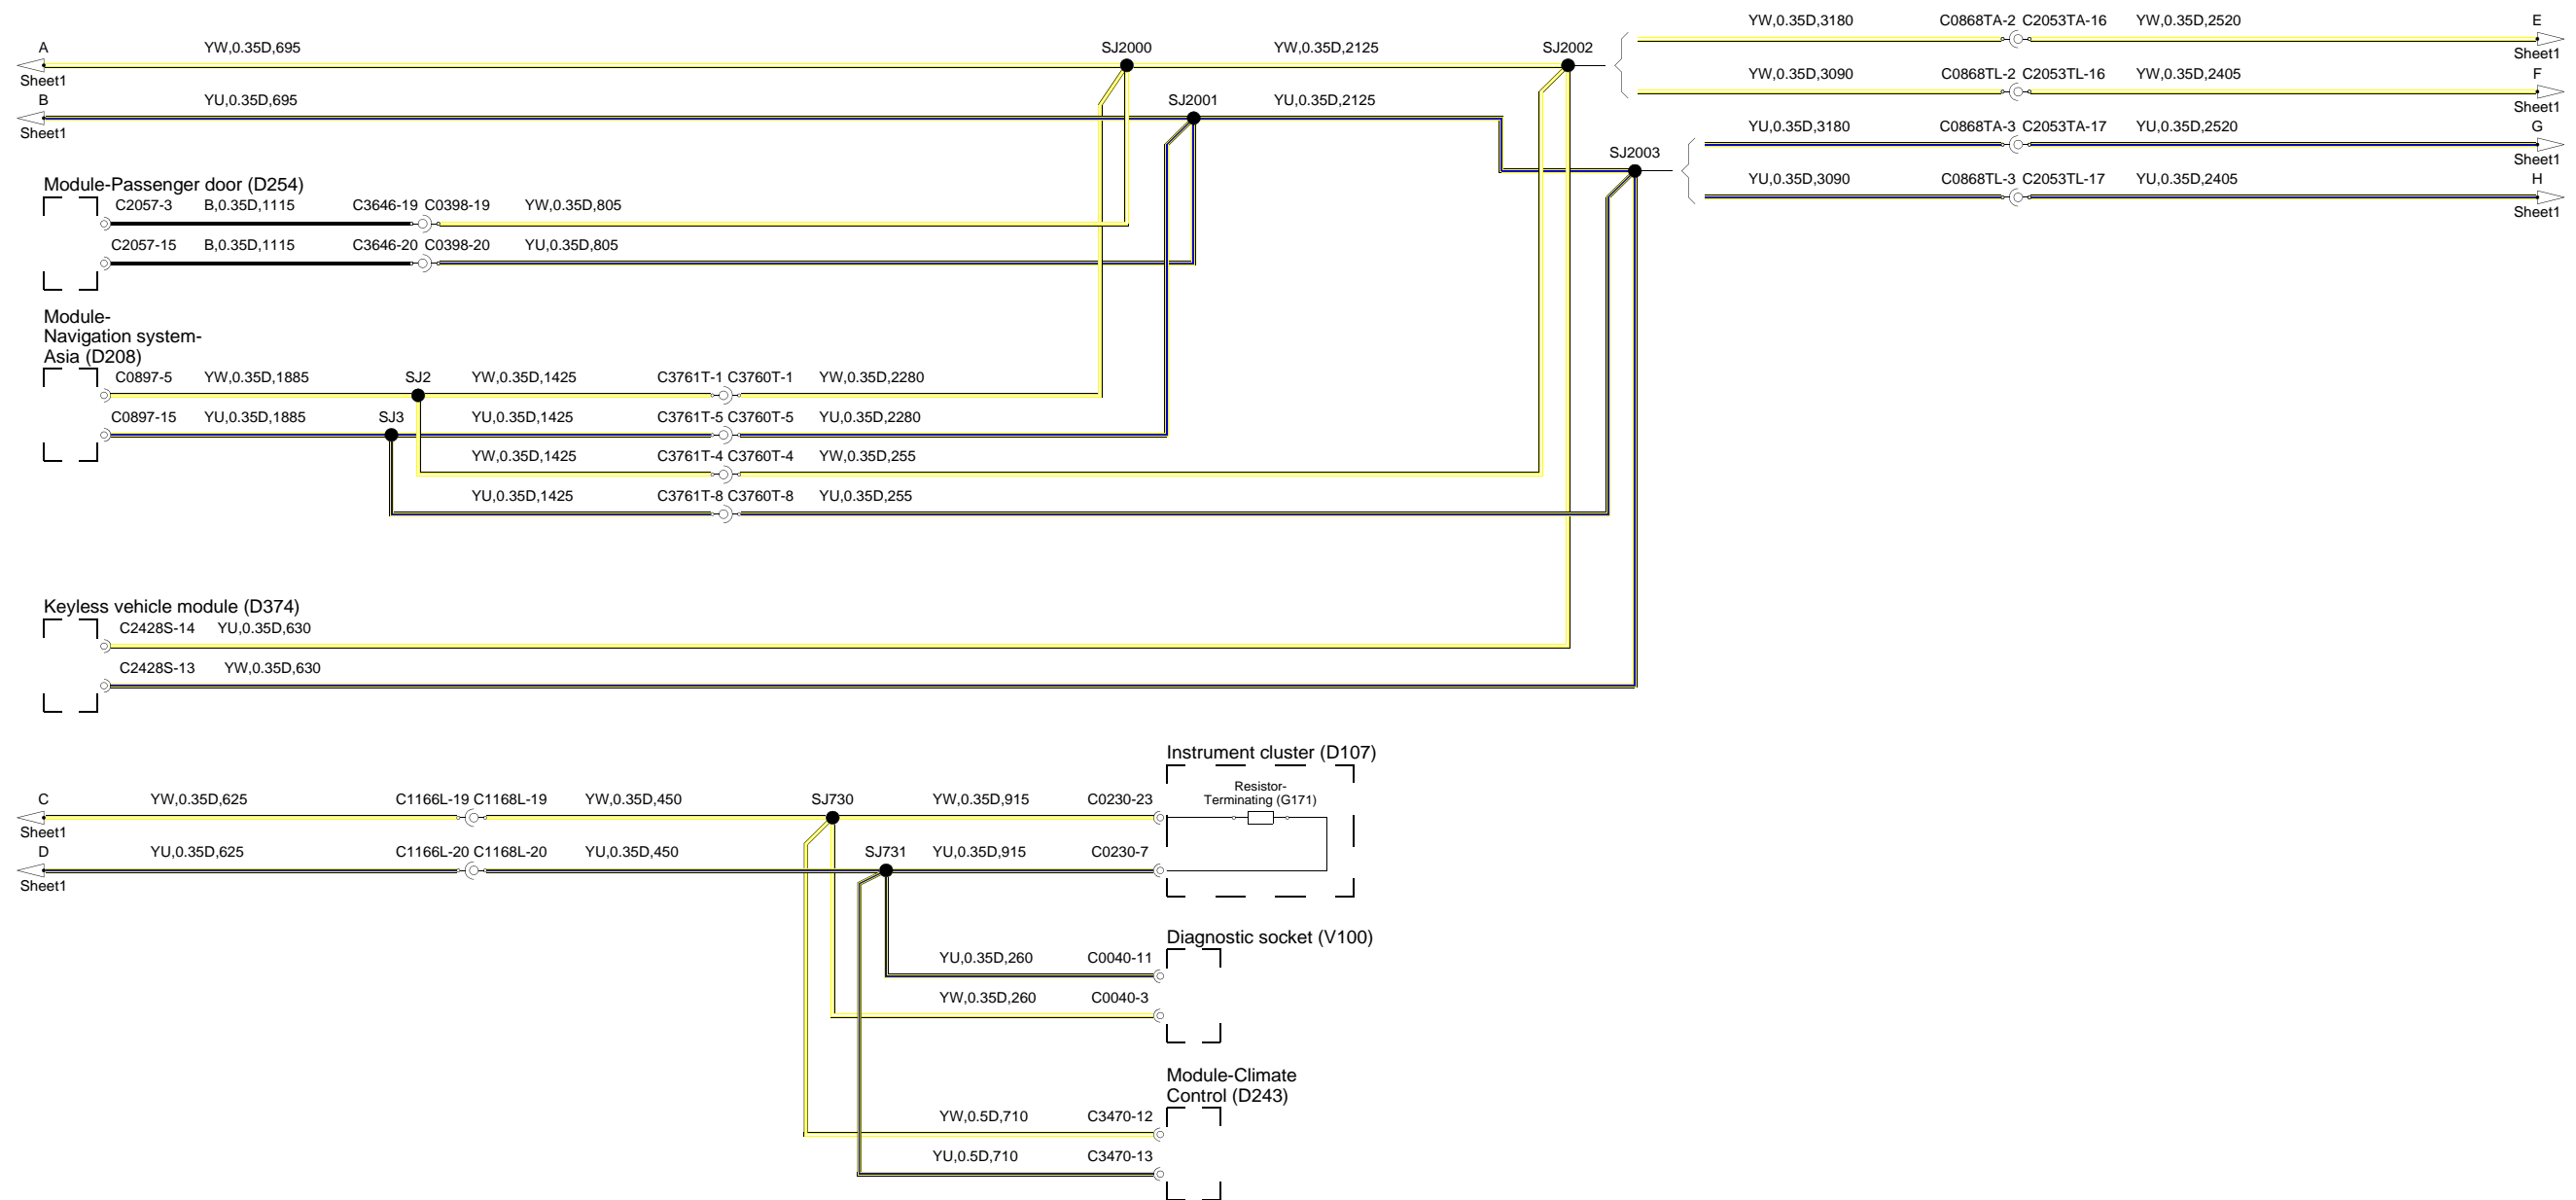 YW,0.35D,3180 C0868TA-2 C2053TA-16 YW,0.35D,2520 E
A YW,0.35D,695 SJ2000 YW,0.35D,2125 SJ2002 Sheet1
Sheet1 YW,0.35D,3090 C0868TL-2 C2053TL-16 YW,0.35D,2405 F
B YU,0.35D,695 SJ2001 YU,0.35D,2125 Sheet1
Sheet1 YU,0.35D,3180 C0868TA-3 C2053TA-17 YU,0.35D,2520 G
SJ2003 Sheet1
YU,0.35D,3090 C0868TL-3 C2053TL-17 YU,0.35D,2405 H
Sheet1
Module-Passenger door (D254)
C2057-3 B,0.35D,1115 C3646-19 C0398-19 YW,0.35D,805
C2057-15 B,0.35D,1115 C3646-20 C0398-20 YU,0.35D,805
Module-
Navigation system-
Asia (D208)
C0897-5 YW,0.35D,1885 SJ2 YW,0.35D,1425 C3761T-1 C3760T-1 YW,0.35D,2280
C0897-15 YU,0.35D,1885 SJ3 YU,0.35D,1425 C3761T-5 C3760T-5 YU,0.35D,2280
YW,0.35D,1425 C3761T-4 C3760T-4 YW,0.35D,255
YU,0.35D,1425 C3761T-8 C3760T-8 YU,0.35D,255
Keyless vehicle module (D374)
C2428S-14 YU,0.35D,630
C2428S-13 YW,0.35D,630
Instrument cluster (D107)
Resistor-
Terminating (G171)
C YW,0.35D,625 C1166L-19 C1168L-19 YW,0.35D,450 SJ730 YW,0.35D,915 C0230-23
Sheet1
D YU,0.35D,625 C1166L-20 C1168L-20 YU,0.35D,450 SJ731 YU,0.35D,915 C0230-7
Sheet1
Diagnostic socket (V100)
YU,0.35D,260 C0040-11
YW,0.35D,260 C0040-3
Module-Climate
Control (D243)
YW,0.5D,710 C3470-12
YU,0.5D,710 C3470-13